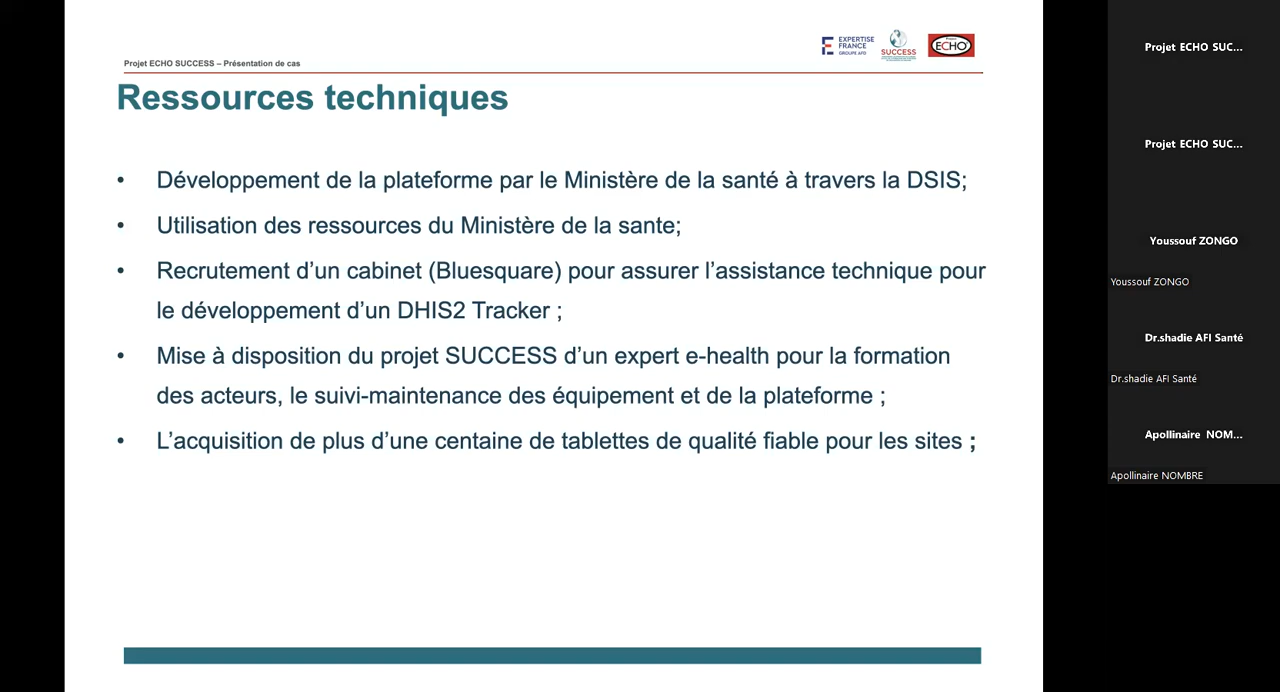 Projet ECHO SUCCESS – Présentation de cas
EXPERTISE
FRANCE
GROUPE AFD
SUCCESS
ECHO
Ressources techniques
• Développement de la plateforme par le Ministère de la santé à travers la DSIS;
• Utilisation des ressources du Ministère de la sante;
• Recrutement d’un cabinet (Bluesquare) pour assurer l’assistance technique pour
le développement d’un DHIS2 Tracker ;
• Mise à disposition du projet SUCCESS d’un expert e-health pour la formation
des acteurs, le suivi-maintenance des équipement et de la plateforme ;
• L’acquisition de plus d’une centaine de tablettes de qualité fiable pour les sites ;
Projet ECHO SUC...
Projet ECHO SUC...
Youssouf ZONGO
Youssouf ZONGO
Dr.shadie AFI Santé
Dr.shadie AFI Santé
Apollinaire NOM...
Apollinaire NOMBRE